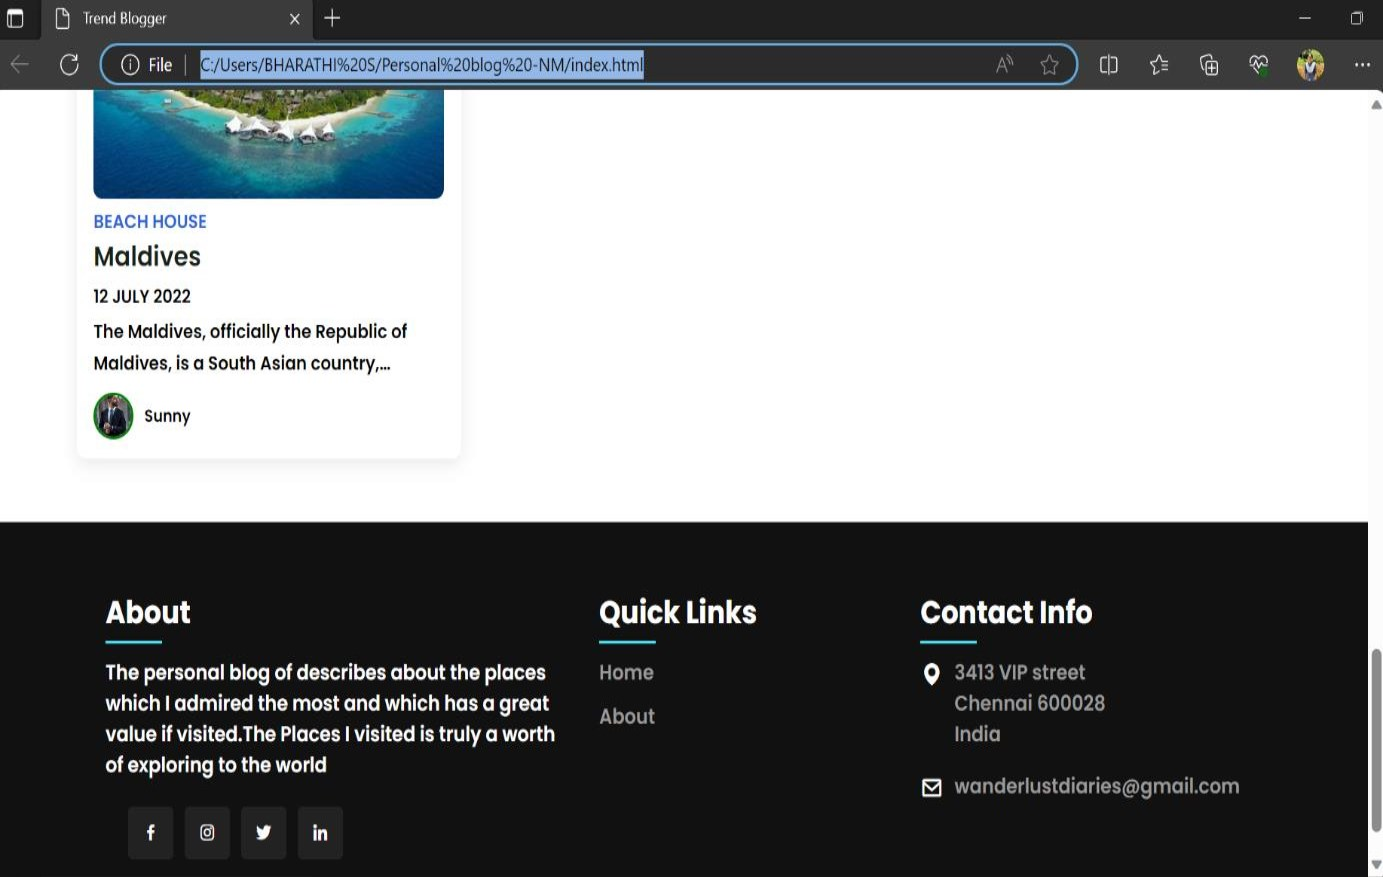 Trend Blogger
File
C:/Users/BHARATHI%20S/Personal%20blog%20-NM/index.html
BEACH HOUSE
Maldives
12 JULY 2022
The Maldives, officially the Republic of
Maldives, is a South Asian country,...
Sunny
About
The personal blog of describes about the places
which I admired the most and which has a great
value if visited.The Places I visited is truly a worth
of exploring to the world
Quick Links
Home
About
Contact Info
3413 VIP street
Chennai 600028
India
wanderlustdiaries@gmail.com